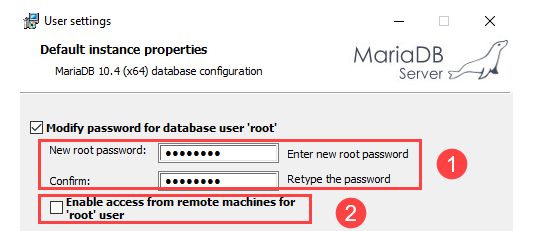 User settings
Default instance properties
MariaDB 10.4 (x64) database configuration
MariaDB
Server
Modify password for database user 'root'
New root password: ●●●●●●●● Enter new root password
Confirm: ●●●●●●●● Retype the password
1
Enable access from remote machines for
'root' user
2